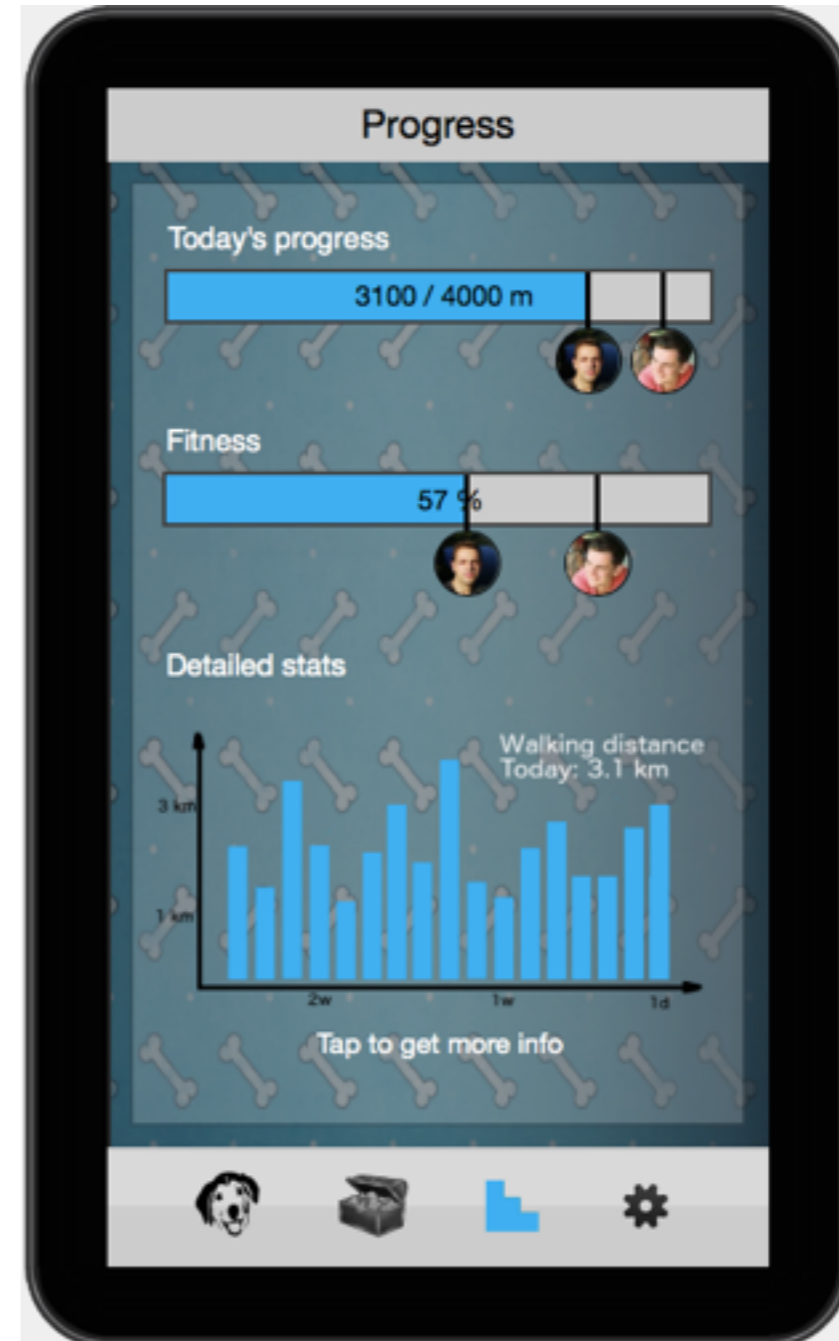 Progress
Today's progress
3100 / 4000 m
Fitness
57 %
Detailed stats
Walking distance
Today: 3.1 km
3 km
1 km
2w
1w
1d
Tap to get more info